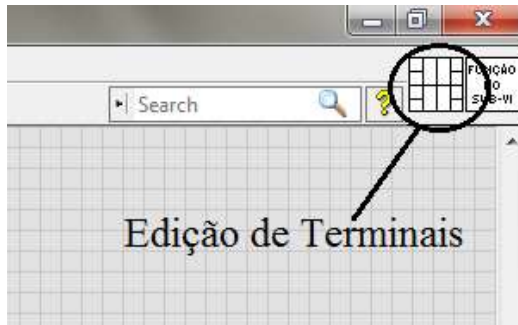 Search
FUNÇÃO
DO
SUB-VI
Edição de Terminais